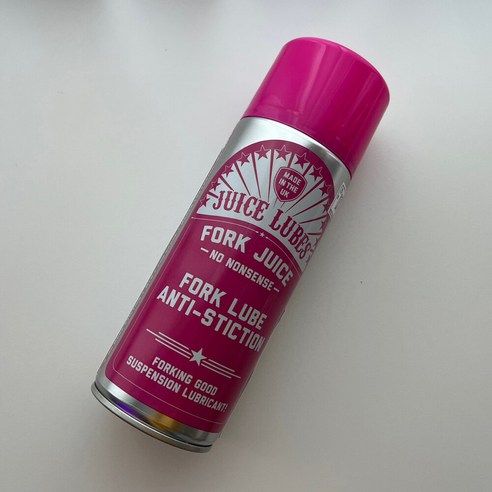 MADE
IN THE
UK
JUICE LUBES
FORK JUICE
NO NONSENSE
FORK LUBE
ANTI-STICTION
FORKING GOOD
SUSPENSION LUBRICANT